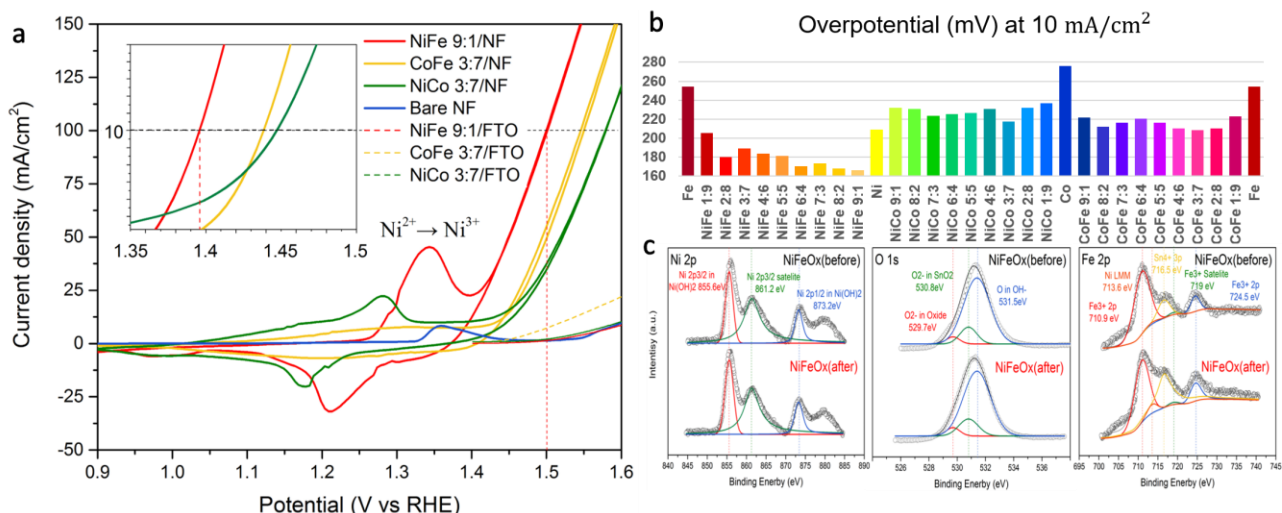 a
150
125
100
75
50
25
0
-25
-50
0.9
1.0
1.1
1.2
1.3
1.4
1.5
1.6
Current density (mA/cm²)
Potential (V vs RHE)
10
1.35
1.4
1.45
1.5
NiFe 9:1/NF
CoFe 3:7/NF
NiCo 3:7/NF
Bare NF
NiFe 9:1/FTO
CoFe 3:7/FTO
NiCo 3:7/FTO
Ni²⁺→ Ni³⁺
b
Overpotential (mV) at 10 mA/cm²
280
260
240
220
200
180
160
Fe
NiFe 1:9
NiFe 2:8
NiFe 3:7
NiFe 4:6
NiFe 5:5
NiFe 6:4
NiFe 7:3
NiFe 8:2
NiFe 9:1
Ni
NiCo 9:1
NiCo 8:2
NiCo 7:3
NiCo 6:4
NiCo 5:5
NiCo 4:6
NiCo 3:7
NiCo 2:8
NiCo 1:9
Co
CoFe 9:1
CoFe 8:2
CoFe 7:3
CoFe 6:4
CoFe 5:5
CoFe 4:6
CoFe 3:7
CoFe 2:8
CoFe 1:9
Fe
c
Intentisy (a.u.)
Ni 2p
NiFeOx(before)
Ni 2p3/2 in
Ni(OH)2 855.6eV
Ni 2p3/2 satelite
861.2 eV
Ni 2p1/2 in Ni(OH)2
873.2eV
NiFeOx(after)
840 845 850 855 860 865 870 875 880 885 890
Binding Enerby (eV)
O 1s
NiFeOx(before)
O2- in SnO2
530.8eV
O in OH-
531.5eV
O2- in Oxide
529.7eV
NiFeOx(after)
526 528 530 532 534 536
Binding Enerby (eV)
Fe 2p
NiFeOx(before)
Sn4+ 3p
716.5 eV
Ni LMM
713.6 eV
Fe3+ Satelite
719 eV
Fe3+ 2p
710.9 eV
Fe3+ 2p
724.5 eV
NiFeOx(after)
695 700 705 710 715 720 725 730 735 740 745
Binding Enerby (eV)